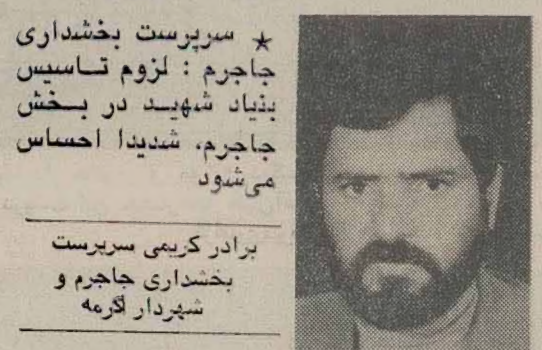 ★ سرپرست بخشداری
جاجرم : لزوم تاسیس
بنیاد شهید در بخش
جاجرم، شدیدا احساس
می‌شود
برادر کریمی سرپرست
بخشداری جاجرم و
شهردار گرمه